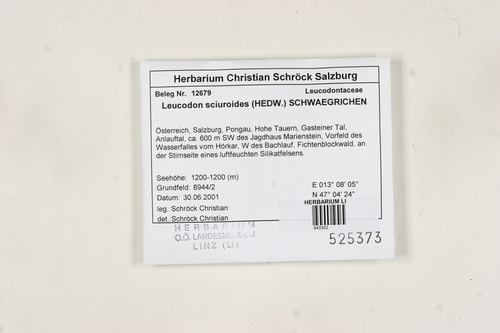 Herbarium Christian Schröck Salzburg
Beleg Nr. 12679 Leucodontaceae
Leucodon sciuroides (HEDW.) SCHWAEGRICHEN
Österreich, Salzburg, Pongau, Hohe Tauern, Gasteiner Tal,
Anlauftal, ca. 600 m SW des Jagdhaus Marienstein, Vorfeld des
Wasserfalles vom Hörkar, W des Bachlauf, Fichtenblockwald, an
der Stirnseite eines luftfeuchten Silikatfelsens.
Seehöhe: 1200-1200 (m)
Grundfeld: 8944/2
Datum: 30.06.2001
leg. Schröck Christian
det. Schröck Christian
E 013° 08' 05"
N 47° 04' 24"
HERBARIUM LI
943352
HERBARIUM
O.Ö. LANDESMUSEUM
LINZ (LI)
525373